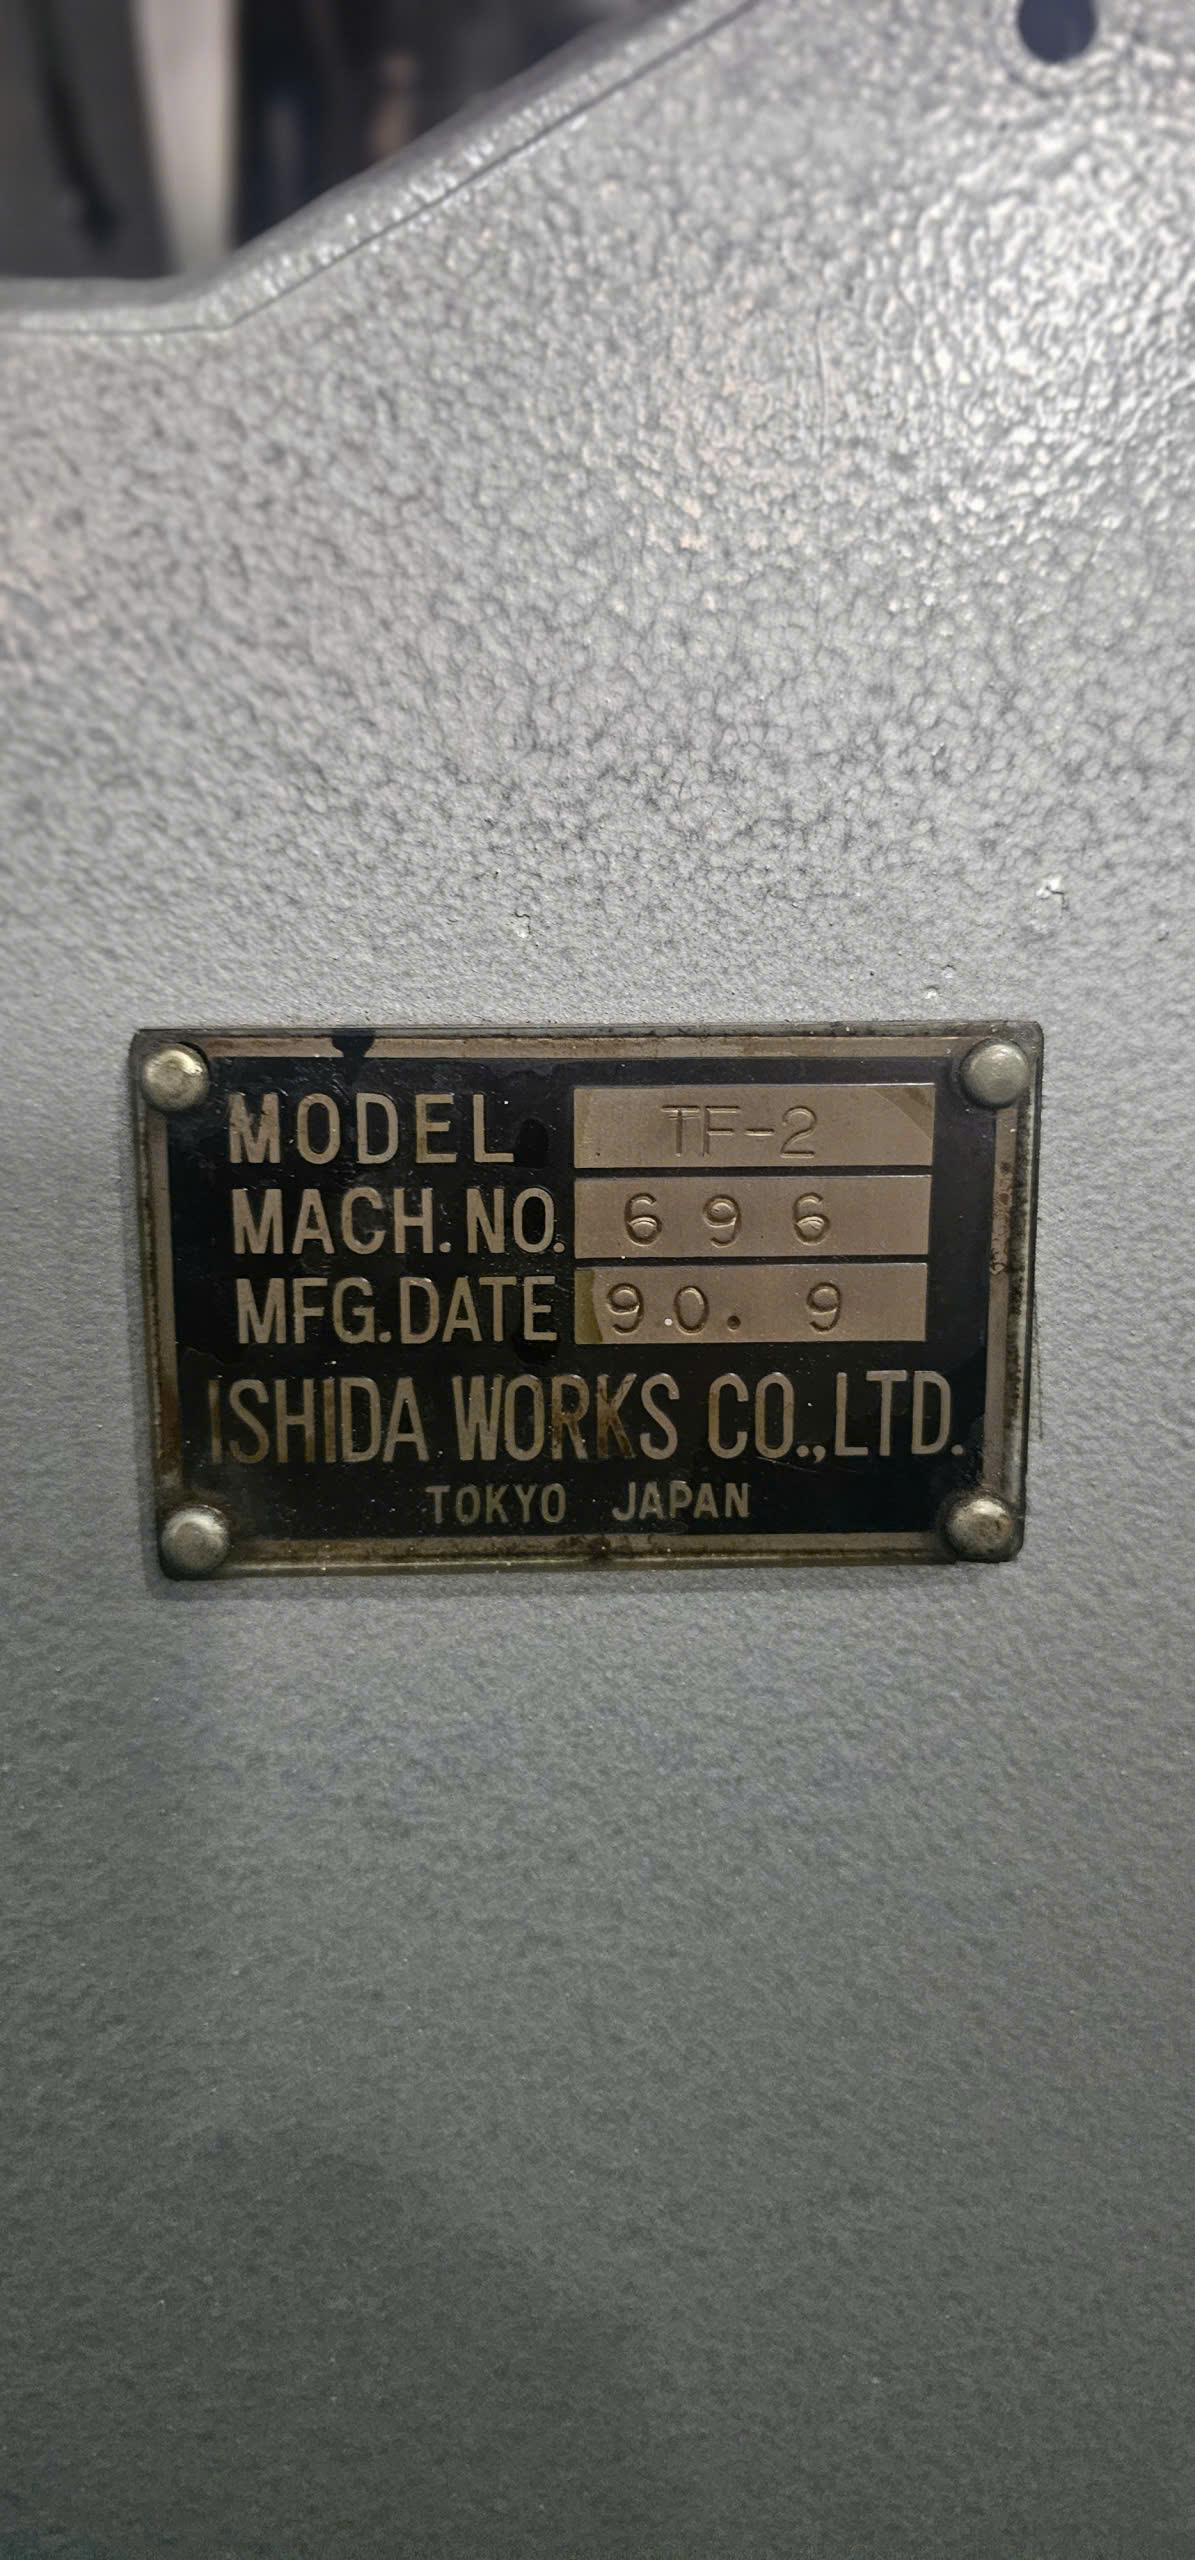 MODEL TF-2
MACH. NO. 696
MFG. DATE 90. 9
ISHIDA WORKS CO., LTD.
TOKYO JAPAN